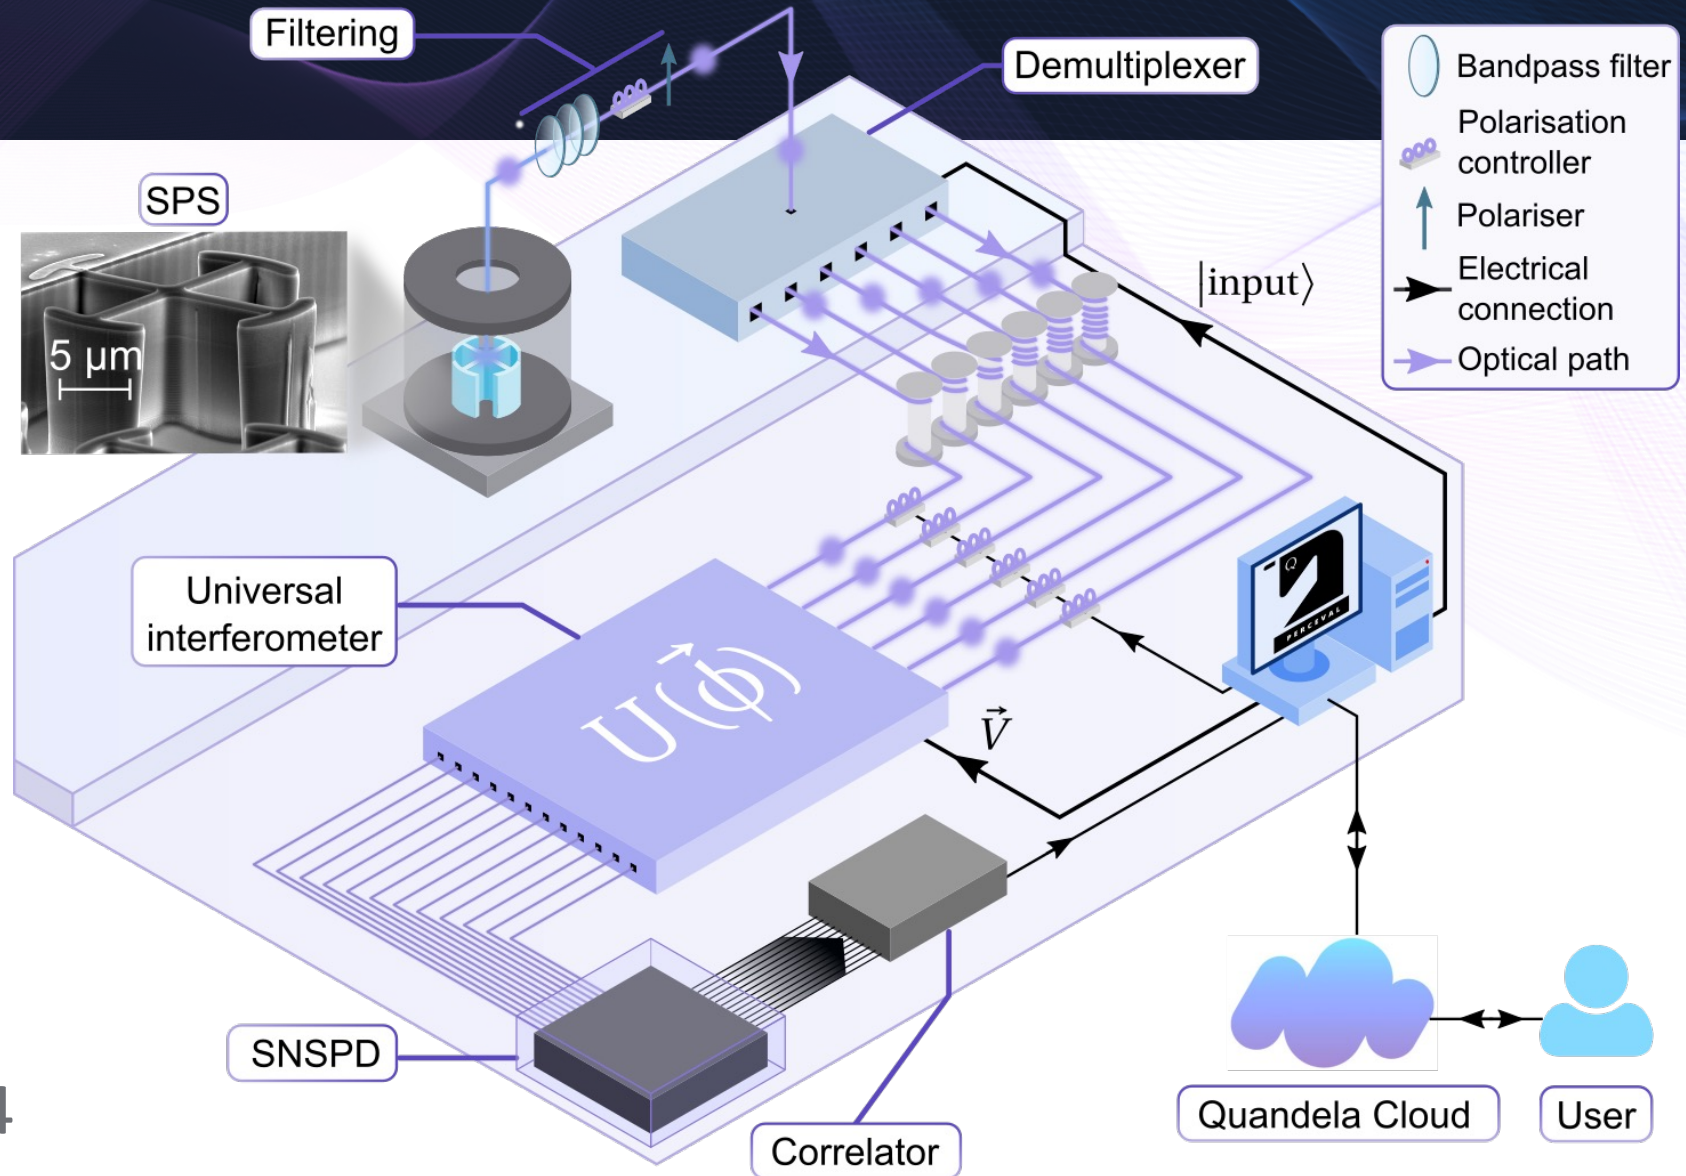 Filtering
Demultiplexer
Bandpass filter
Polarisation
controller
Polariser
Electrical
connection
Optical path
SPS
5 µm
|input⟩
Universal
interferometer
U(ϕ⃗)
V⃗
Q
PERCEVAL
SNSPD
Correlator
Quandela Cloud
User
4